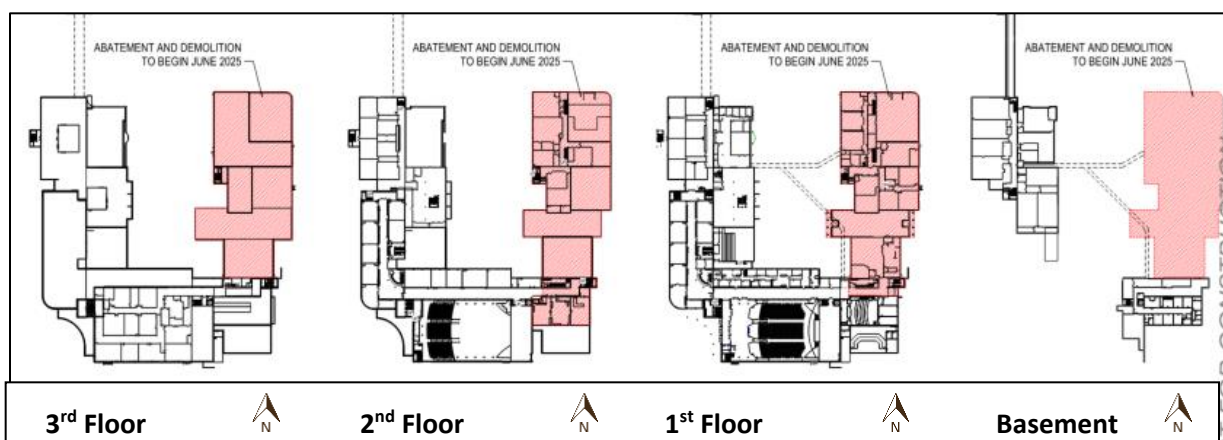 ABATEMENT AND DEMOLITION
TO BEGIN JUNE 2025
ABATEMENT AND DEMOLITION
TO BEGIN JUNE 2025
ABATEMENT AND DEMOLITION
TO BEGIN JUNE 2025
ABATEMENT AND DEMOLITION
TO BEGIN JUNE 2025
3rd Floor
N
2nd Floor
N
1st Floor
N
Basement
N